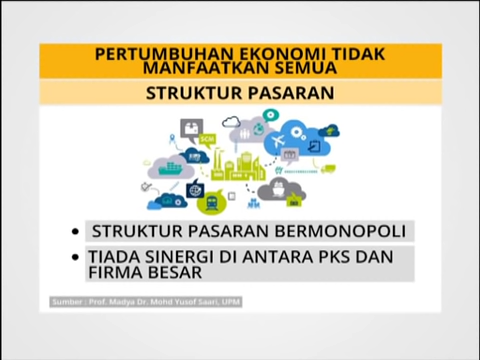 PERTUMBUHAN EKONOMI TIDAK
MANFAATKAN SEMUA
STRUKTUR PASARAN
SCM
• STRUKTUR PASARAN BERMONOPOLI
• TIADA SINERGI DI ANTARA PKS DAN
FIRMA BESAR
Sumber : Prof. Madya Dr. Mohd Yusof Saari, UPM